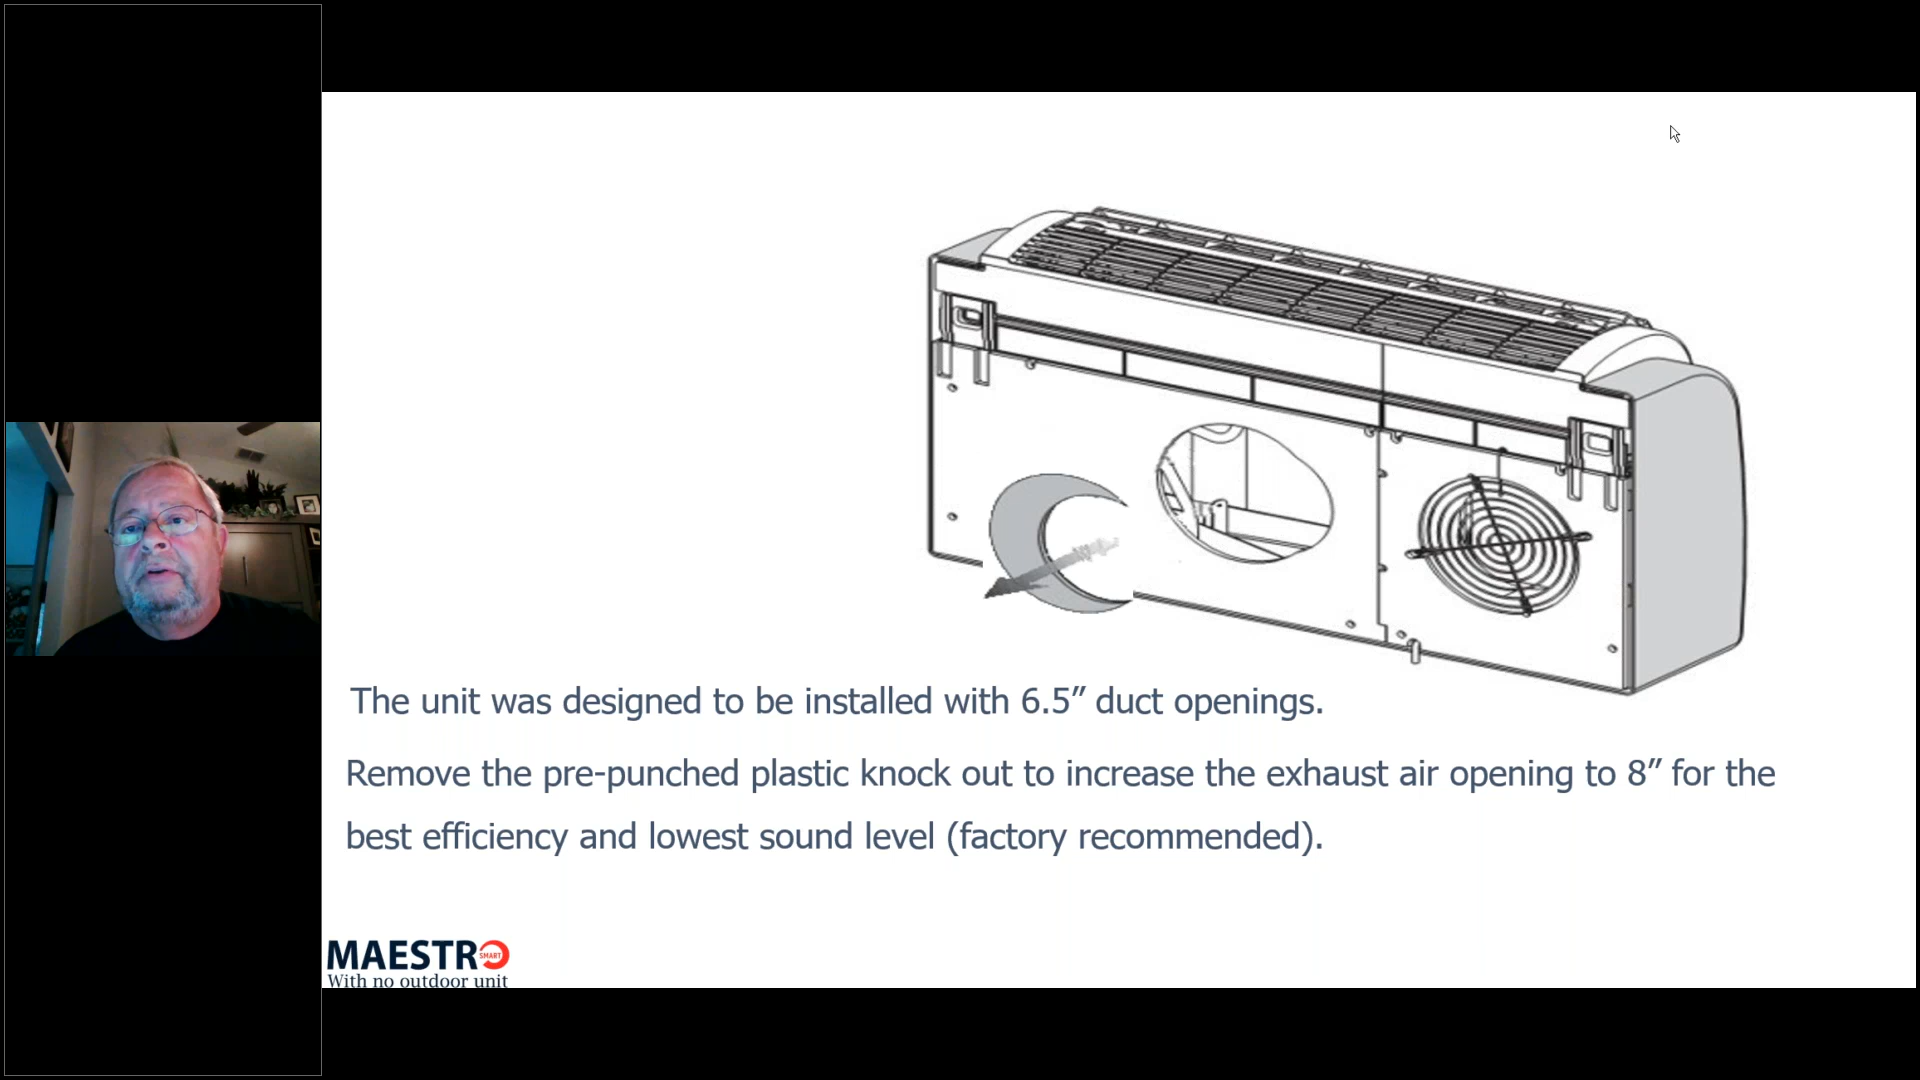 The unit was designed to be installed with 6.5” duct openings.
Remove the pre-punched plastic knock out to increase the exhaust air opening to 8” for the
best efficiency and lowest sound level (factory recommended).
MAESTRO
SMART
With no outdoor unit